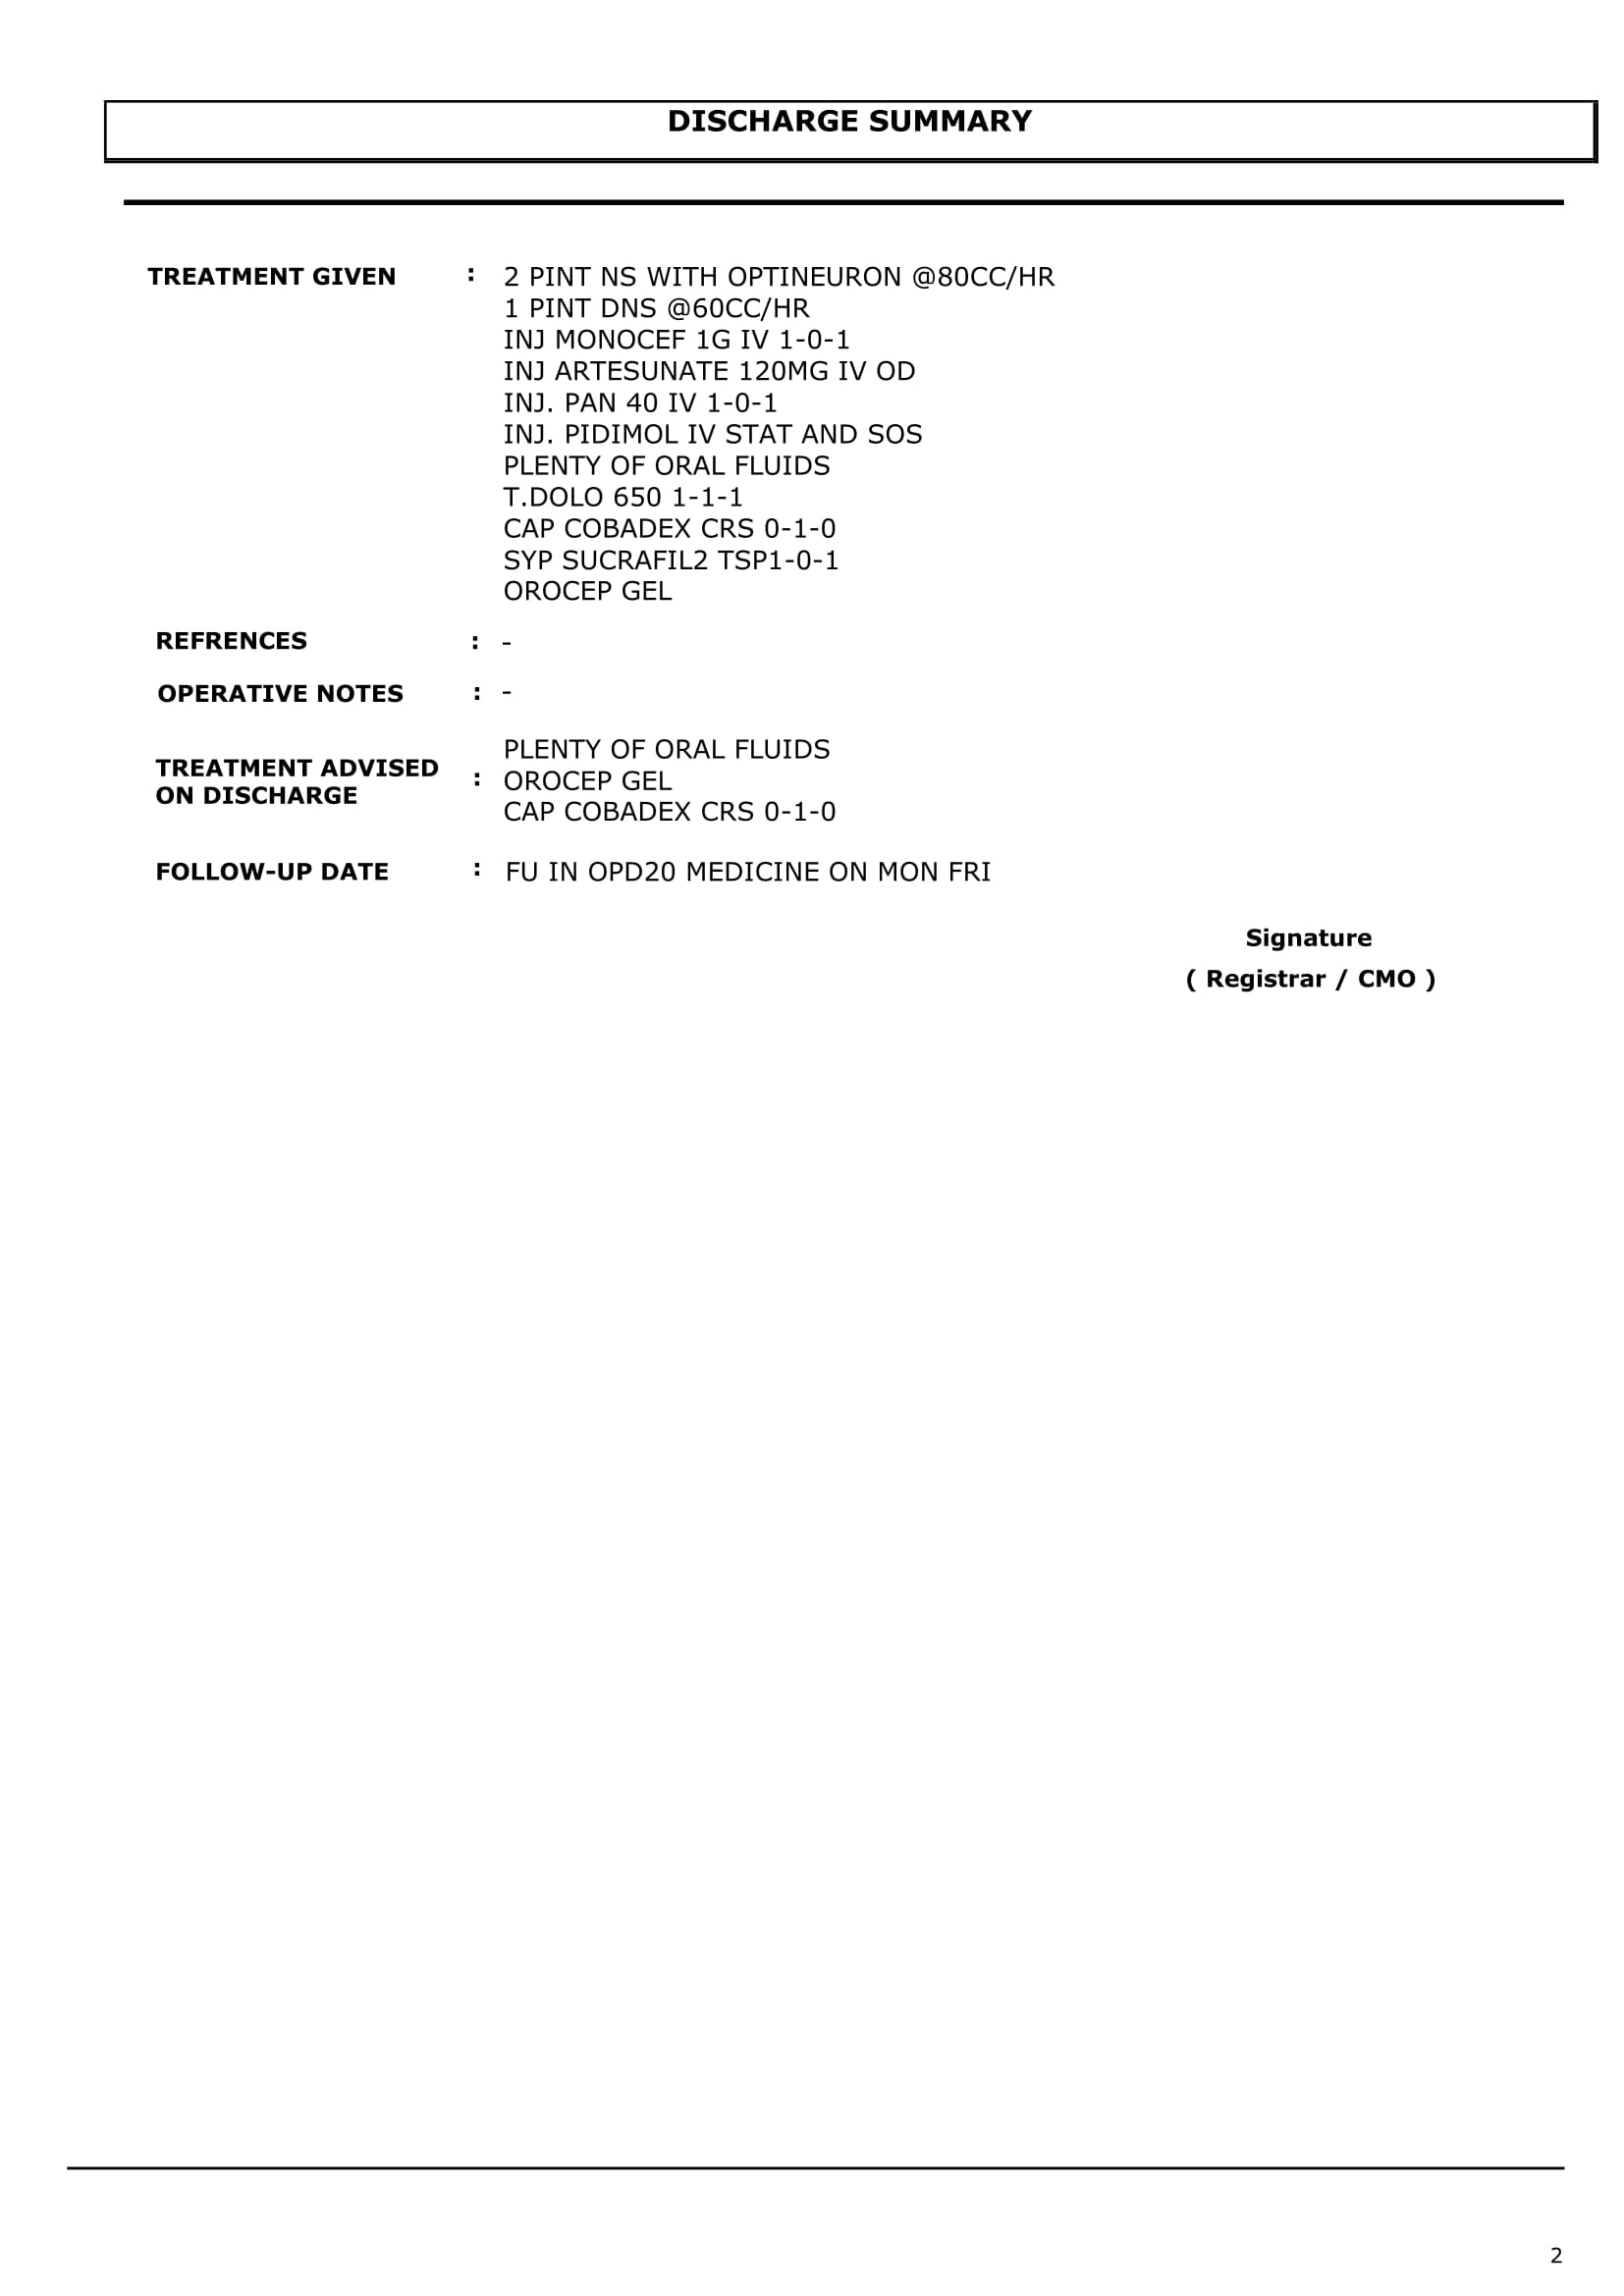 DISCHARGE SUMMARY
TREATMENT GIVEN : 2 PINT NS WITH OPTINEURON @80CC/HR
1 PINT DNS @60CC/HR
INJ MONOCEF 1G IV 1-0-1
INJ ARTESUNATE 120MG IV OD
INJ. PAN 40 IV 1-0-1
INJ. PIDIMOL IV STAT AND SOS
PLENTY OF ORAL FLUIDS
T.DOLO 650 1-1-1
CAP COBADEX CRS 0-1-0
SYP SUCRAFIL2 TSP1-0-1
OROCEP GEL
REFRENCES : -
OPERATIVE NOTES : -
TREATMENT ADVISED
ON DISCHARGE :
PLENTY OF ORAL FLUIDS
OROCEP GEL
CAP COBADEX CRS 0-1-0
FOLLOW-UP DATE : FU IN OPD20 MEDICINE ON MON FRI
Signature
( Registrar / CMO )
2